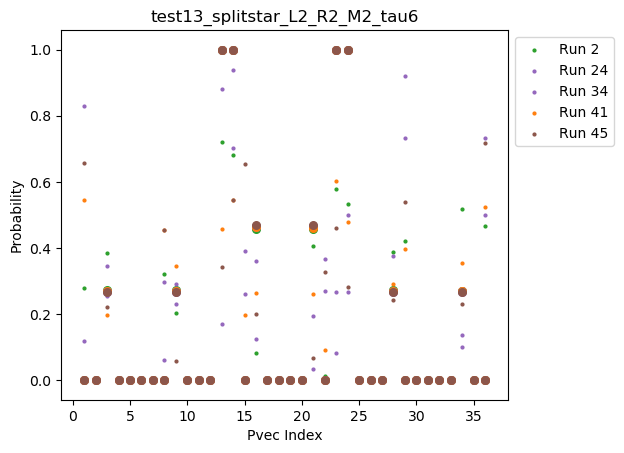 test13_splitstar_L2_R2_M2_tau6
1.0
0.8
0.6
0.4
0.2
0.0
Probability
0
5
10
15
20
25
30
35
Pvec Index
Run 2
Run 24
Run 34
Run 41
Run 45